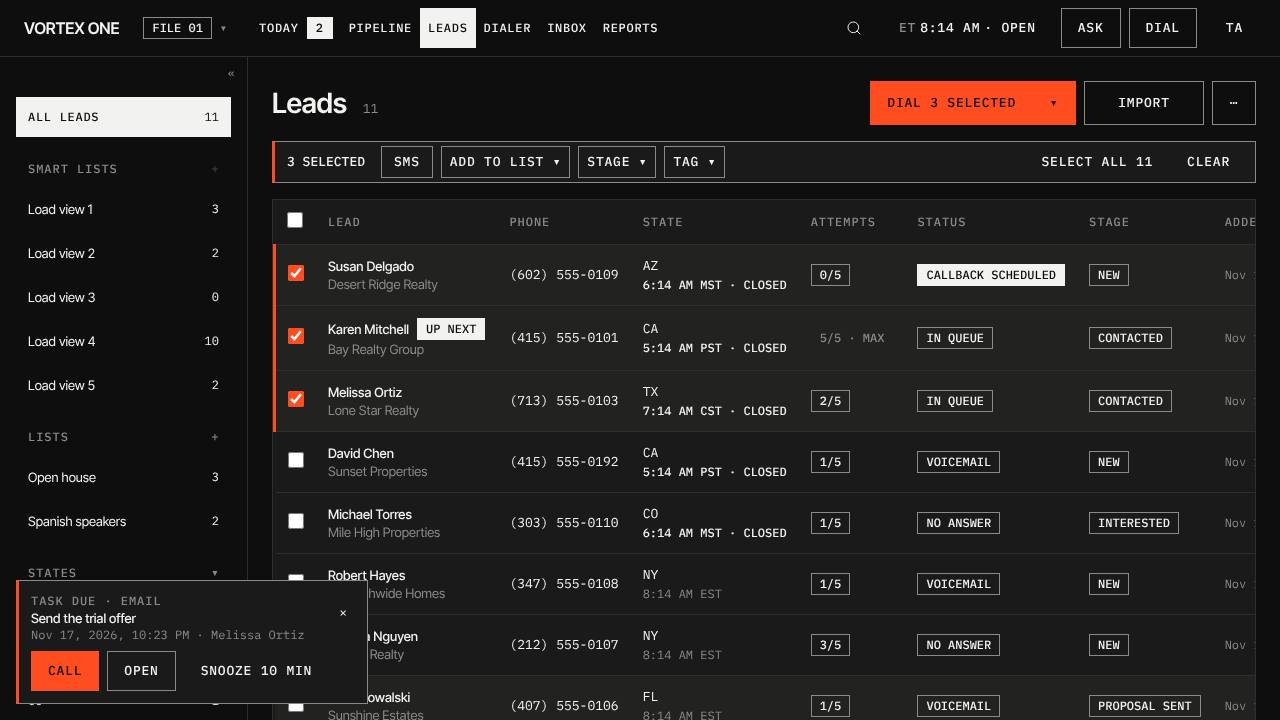 VORTEX ONE FILE 01 ▾ TODAY 2 PIPELINE LEADS DIALER INBOX REPORTS ET 8:14 AM · OPEN ASK DIAL TA
«
ALL LEADS 11
SMART LISTS +
Load view 1 3
Load view 2 2
Load view 3 0
Load view 4 10
Load view 5 2
LISTS +
Open house 3
Spanish speakers 2
STATES ▾
Leads 11
DIAL 3 SELECTED ▾ IMPORT ⋯
3 SELECTED SMS ADD TO LIST ▾ STAGE ▾ TAG ▾ SELECT ALL 11 CLEAR
LEAD PHONE STATE ATTEMPTS STATUS STAGE ADDE
Susan Delgado
Desert Ridge Realty
(602) 555-0109
AZ
6:14 AM MST · CLOSED
0/5 CALLBACK SCHEDULED NEW Nov
Karen Mitchell UP NEXT
Bay Realty Group
(415) 555-0101
CA
5:14 AM PST · CLOSED
5/5 · MAX IN QUEUE CONTACTED Nov
Melissa Ortiz
Lone Star Realty
(713) 555-0103
TX
7:14 AM CST · CLOSED
2/5 IN QUEUE CONTACTED Nov
David Chen
Sunset Properties
(415) 555-0192
CA
5:14 AM PST · CLOSED
1/5 VOICEMAIL NEW Nov
Michael Torres
Mile High Properties
(303) 555-0110
CO
6:14 AM MST · CLOSED
1/5 NO ANSWER INTERESTED Nov
Robert Hayes
hwide Homes
(347) 555-0108
NY
8:14 AM EST
1/5 VOICEMAIL NEW Nov
Nguyen
Realty
(212) 555-0107
NY
8:14 AM EST
3/5 NO ANSWER NEW Nov
owalski
Sunshine Estates
(407) 555-0106
FL
8:14 AM EST
1/5 VOICEMAIL PROPOSAL SENT Nov
TASK DUE · EMAIL ×
Send the trial offer
Nov 17, 2026, 10:23 PM · Melissa Ortiz
CALL OPEN SNOOZE 10 MIN